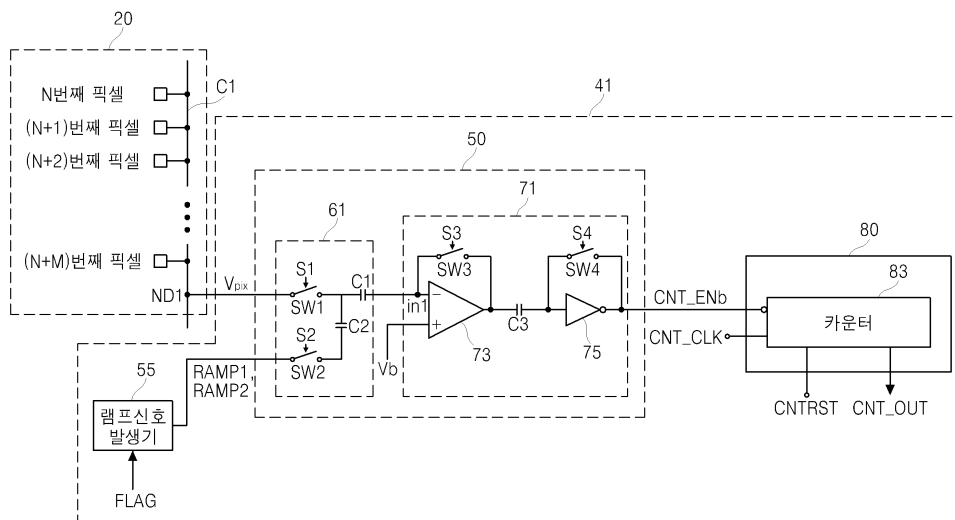 20
N번째 픽셀
C1
(N+1)번째 픽셀
(N+2)번째 픽셀
(N+M)번째 픽셀
ND1
Vpix
41
50
61
71
S1
SW1
C1
S2
SW2
C2
RAMP1,
RAMP2
S3
SW3
in1
Vb
73
C3
S4
SW4
75
CNT_ENb
CNT_CLK
80
83
카운터
CNTRST
CNT_OUT
55
램프신호
발생기
FLAG